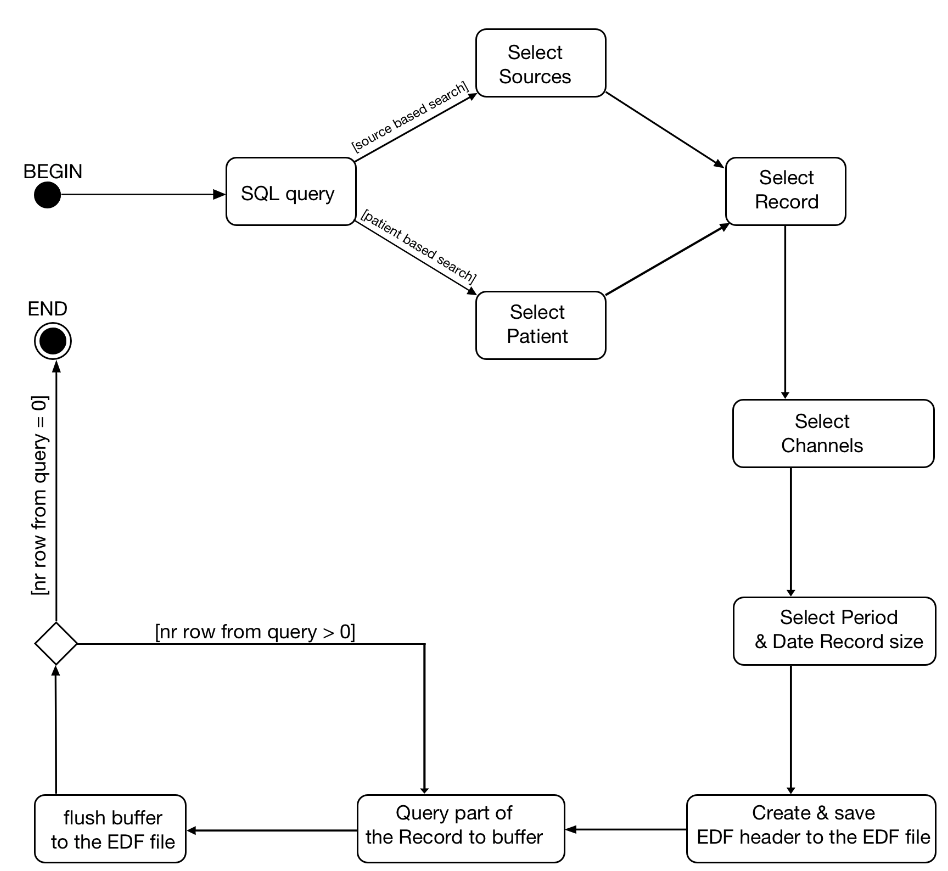 Select
Sources
[source based search]
BEGIN
SQL query
Select
Record
[patient based search]
END
Select
Patient
[nr row from query = 0]
Select
Channels
Select Period
& Date Record size
[nr row from query > 0]
flush buffer
to the EDF file
Query part of
the Record to buffer
Create & save
EDF header to the EDF file